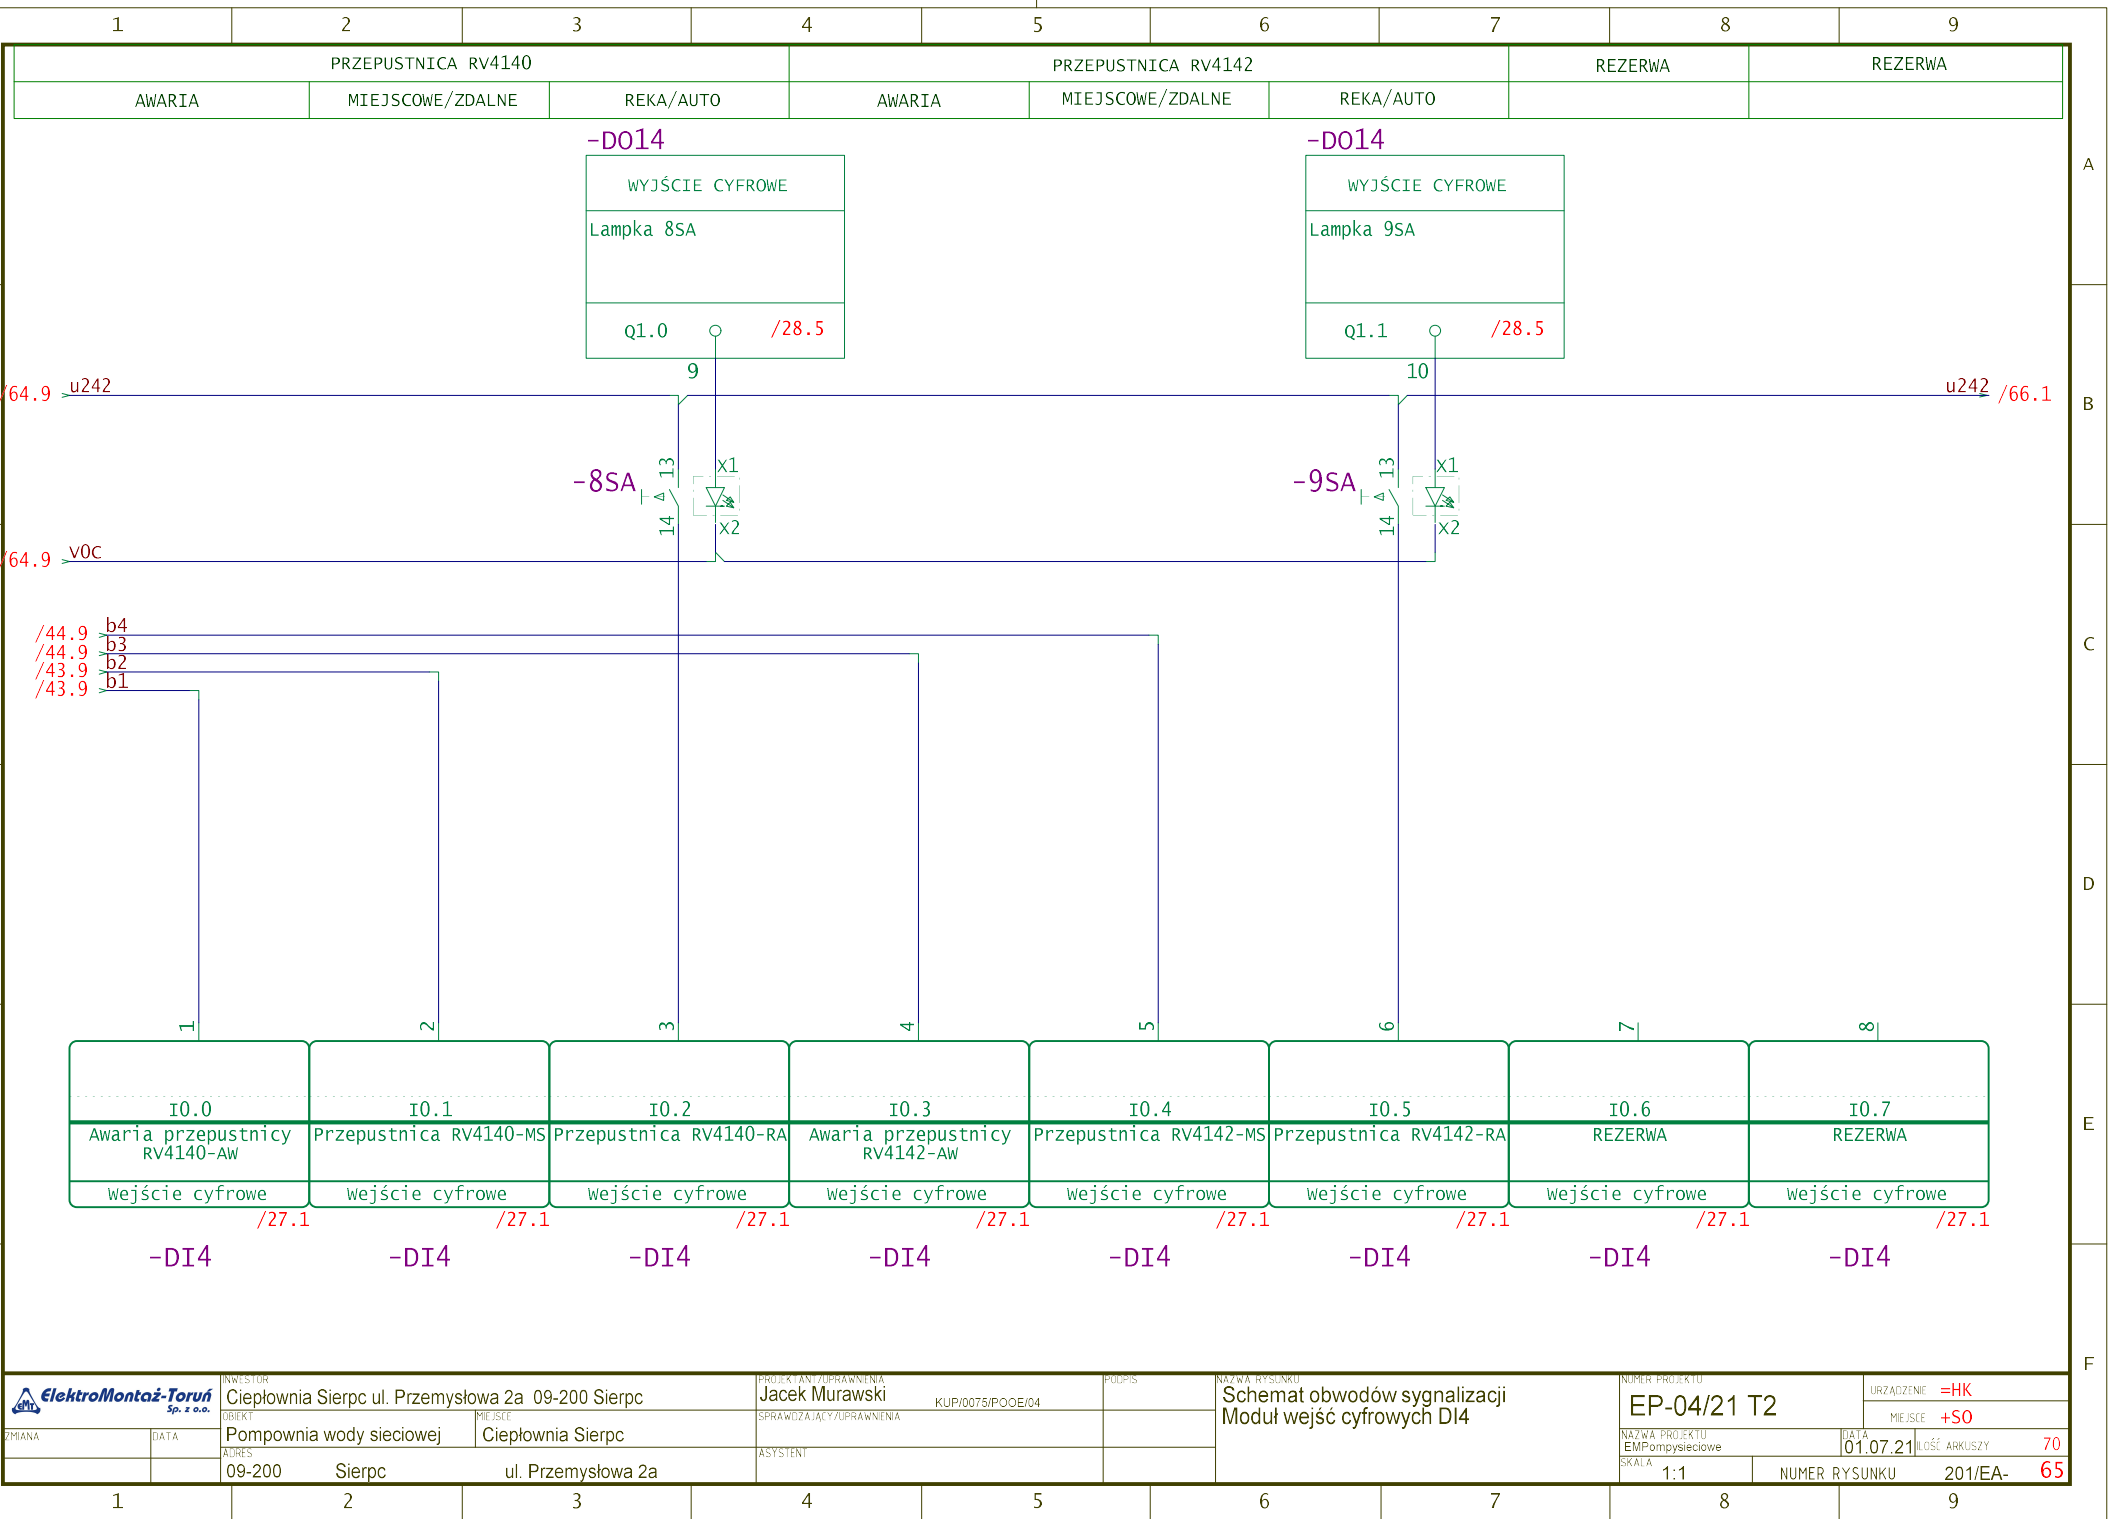 1 2 3 4 5 6 7 8 9
PRZEPUSTNICA RV4140 PRZEPUSTNICA RV4142 REZERWA REZERWA
AWARIA MIEJSCOWE/ZDALNE REKA/AUTO AWARIA MIEJSCOWE/ZDALNE REKA/AUTO
-DO14 -DO14
A
WYJŚCIE CYFROWE WYJŚCIE CYFROWE
Lampka 8SA Lampka 9SA
Q1.0 /28.5 Q1.1 /28.5
9 10
/64.9 u242 u242 /66.1
B
-8SA 13 14 X1 X2 -9SA 13 14 X1 X2
/64.9 V0C
/44.9 b4
/44.9 b3
/43.9 b2
/43.9 b1
C
D
1 2 3 4 5 6 7 8
I0.0 I0.1 I0.2 I0.3 I0.4 I0.5 I0.6 I0.7
E
Awaria przepustnicy Przepustnica RV4140-MS Przepustnica RV4140-RA Awaria przepustnicy Przepustnica RV4142-MS Przepustnica RV4142-RA REZERWA REZERWA
RV4140-AW RV4142-AW
Wejście cyfrowe Wejście cyfrowe Wejście cyfrowe Wejście cyfrowe Wejście cyfrowe Wejście cyfrowe Wejście cyfrowe Wejście cyfrowe
/27.1 /27.1 /27.1 /27.1 /27.1 /27.1 /27.1 /27.1
-DI4 -DI4 -DI4 -DI4 -DI4 -DI4 -DI4 -DI4
F
EMT ElektroMontaż-Toruń
Sp. z o.o.
ZMIANA DATA
INWESTOR
Ciepłownia Sierpc ul. Przemysłowa 2a 09-200 Sierpc
OBIEKT MIEJSCE
Pompownia wody sieciowej Ciepłownia Sierpc
ADRES
09-200 Sierpc ul. Przemysłowa 2a
PROJEKTANT/UPRAWNIENIA PODPIS
Jacek Murawski KUP/0075/POOE/04
SPRAWDZAJĄCY/UPRAWNIENIA
ASYSTENT
NAZWA RYSUNKU
Schemat obwodów sygnalizacji
Moduł wejść cyfrowych DI4
NUMER PROJEKTU
EP-04/21 T2
URZĄDZENIE =HK
MIEJSCE +SO
NAZWA PROJEKTU DATA
EMPompysieciowe 01.07.21 ILOŚĆ ARKUSZY 70
SKALA 1:1 NUMER RYSUNKU 201/EA- 65
1 2 3 4 5 6 7 8 9